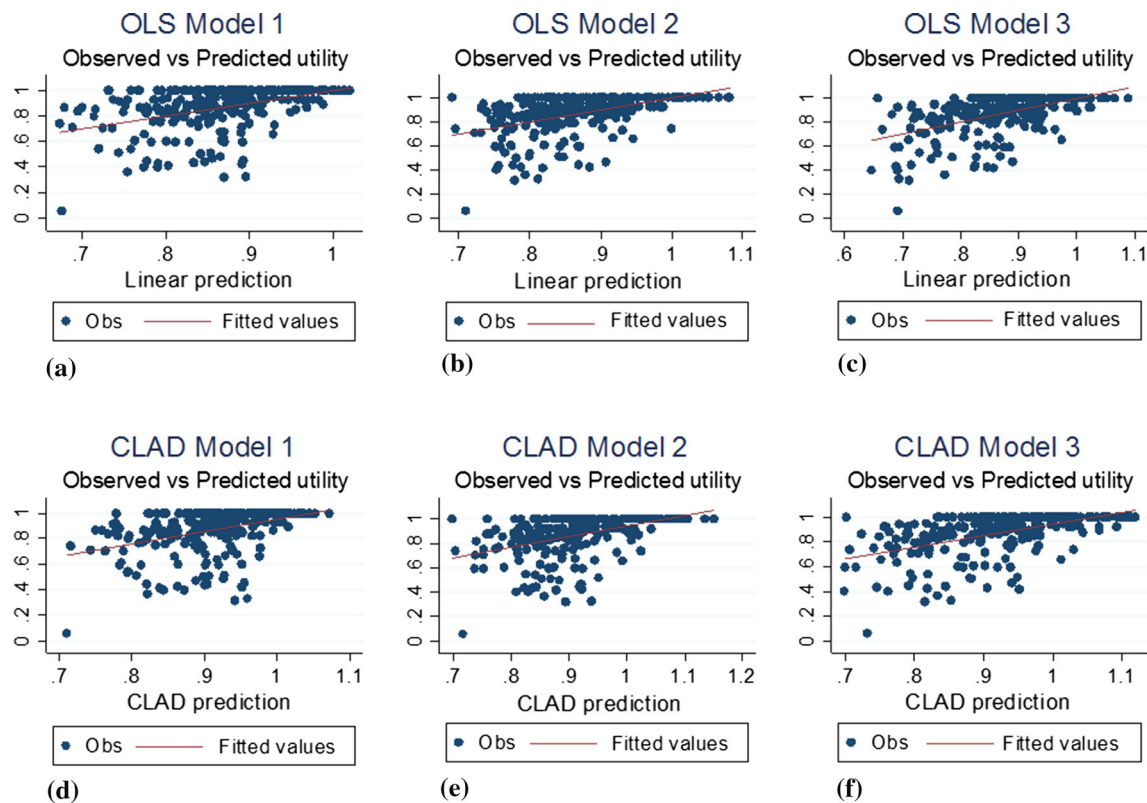 OLS Model 1
Observed vs Predicted utility
0 .2 .4 .6 .8 1
.7 .8 .9 1
Linear prediction
Obs Fitted values
(a)
OLS Model 2
Observed vs Predicted utility
0 .2 .4 .6 .8 1
.7 .8 .9 1 1.1
Linear prediction
Obs Fitted values
(b)
OLS Model 3
Observed vs Predicted utility
0 .2 .4 .6 .8 1
.6 .7 .8 .9 1 1.1
Linear prediction
Obs Fitted values
(c)
CLAD Model 1
Observed vs Predicted utility
0 .2 .4 .6 .8 1
.7 .8 .9 1 1.1
CLAD prediction
Obs Fitted values
(d)
CLAD Model 2
Observed vs Predicted utility
0 .2 .4 .6 .8 1
.7 .8 .9 1 1.1 1.2
CLAD prediction
Obs Fitted values
(e)
CLAD Model 3
Observed vs Predicted utility
0 .2 .4 .6 .8 1
.7 .8 .9 1 1.1
CLAD prediction
Obs Fitted values
(f)